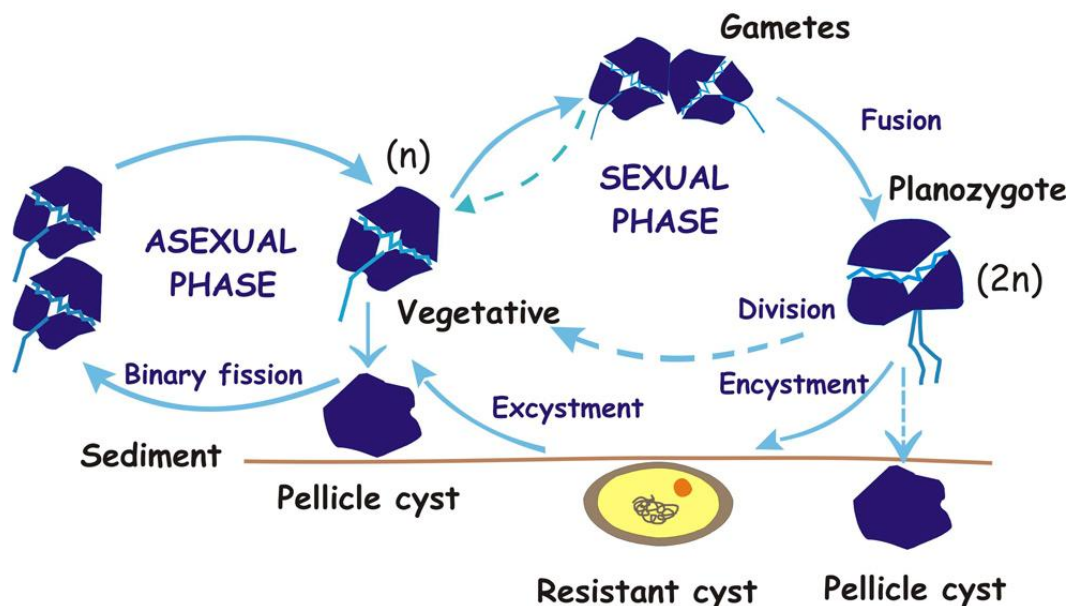 Gametes
Fusion
(n)
SEXUAL
PHASE
Planozygote
ASEXUAL
PHASE
(2n)
Vegetative
Division
Binary fission
Encystment
Excystment
Sediment
Pellicle cyst
Resistant cyst
Pellicle cyst